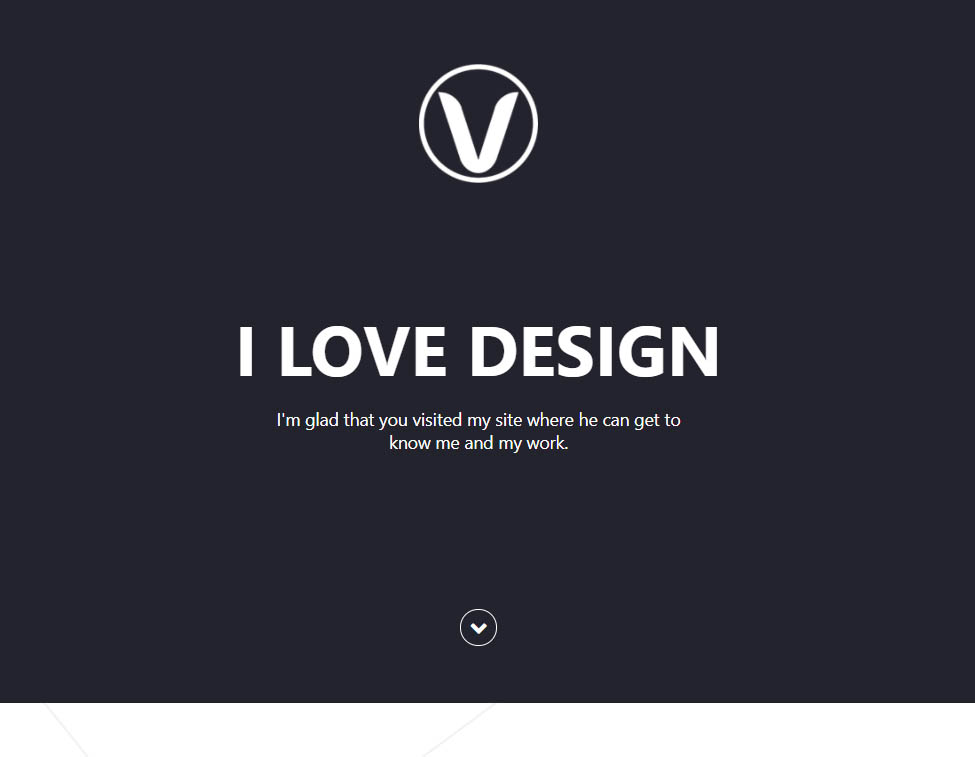 V
I LOVE DESIGN
I'm glad that you visited my site where he can get to
know me and my work.